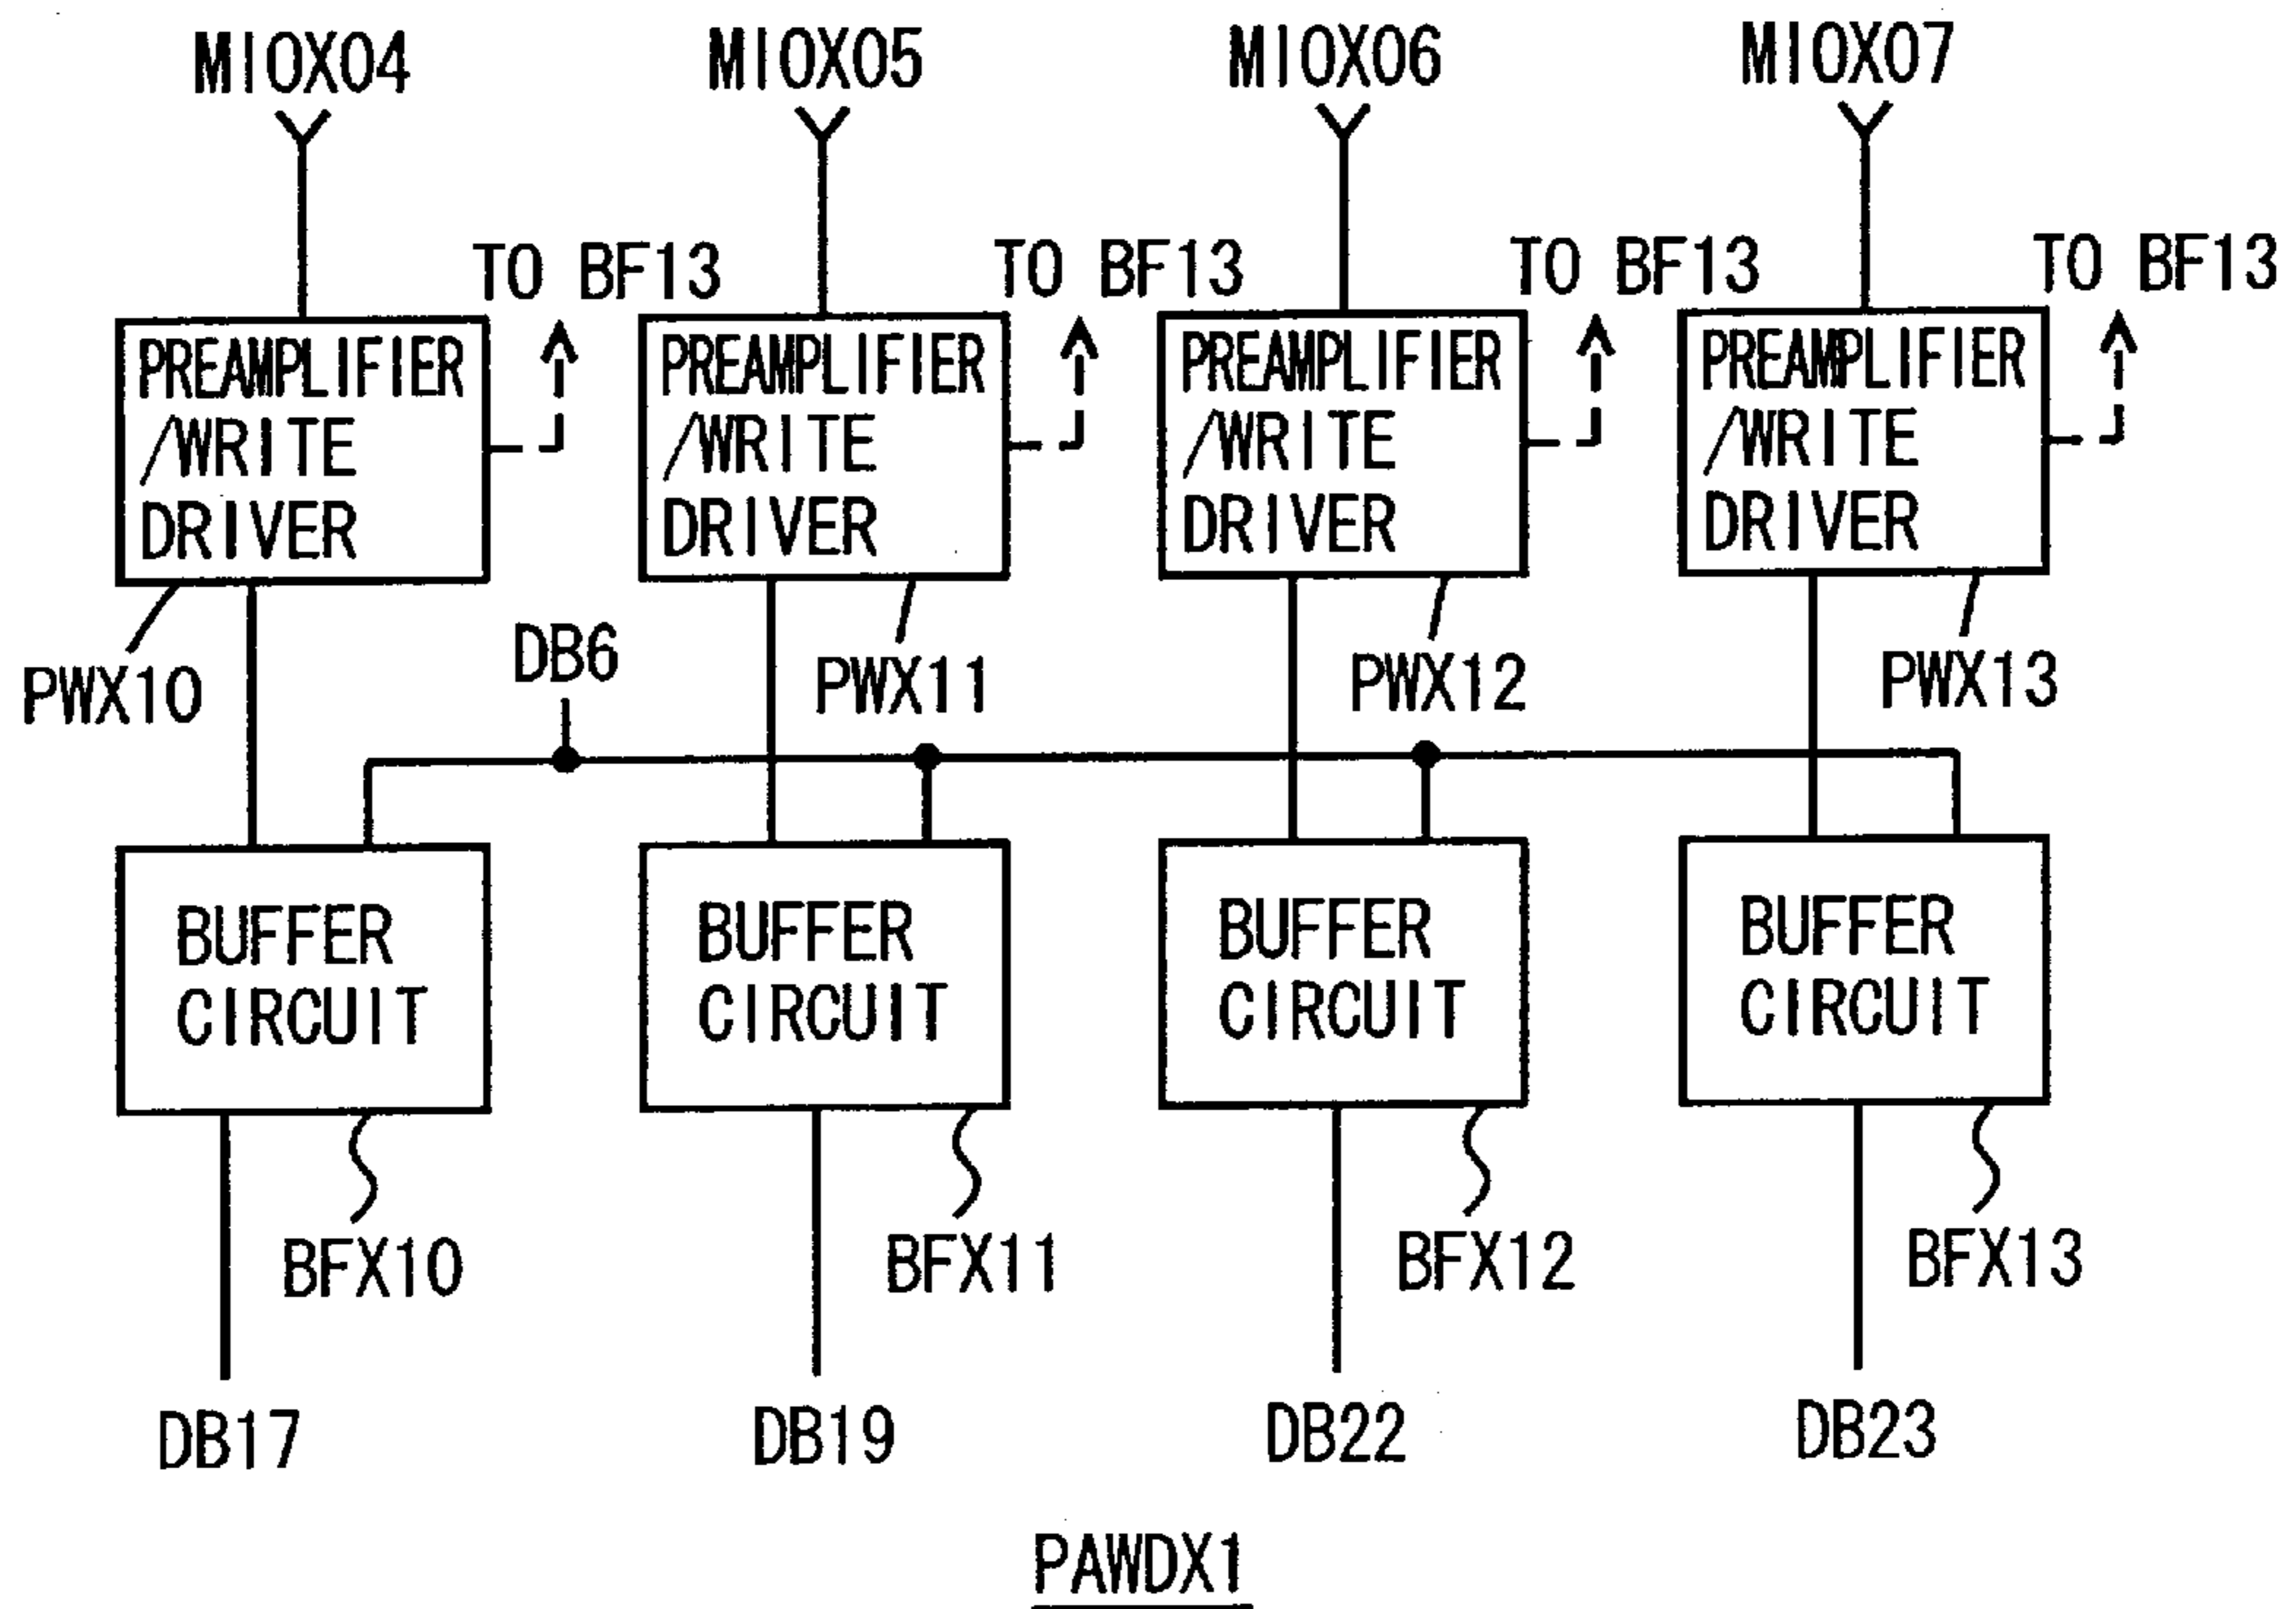 MIOX04 MIOX05 MIOX06 MIOX07
TO BF13 TO BF13 TO BF13 TO BF13
PREAMPLIFIER PREAMPLIFIER PREAMPLIFIER PREAMPLIFIER
/WRITE /WRITE /WRITE /WRITE
DRIVER DRIVER DRIVER DRIVER
PWX10 DB6 PWX11 PWX12 PWX13
BUFFER BUFFER BUFFER BUFFER
CIRCUIT CIRCUIT CIRCUIT CIRCUIT
BFX10 BFX11 BFX12 BFX13
DB17 DB19 DB22 DB23
PAWDX1